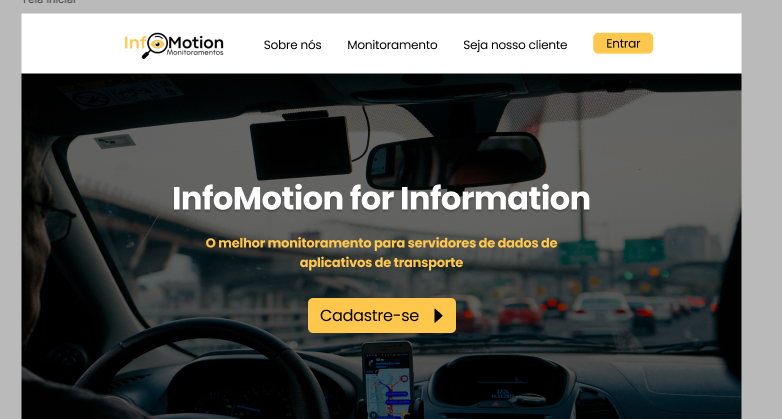 Tela Inicial
InfoMotion
Monitoramentos
Sobre nós
Monitoramento
Seja nosso cliente
Entrar
InfoMotion for Information
O melhor monitoramento para servidores de dados de
aplicativos de transporte
Cadastre-se